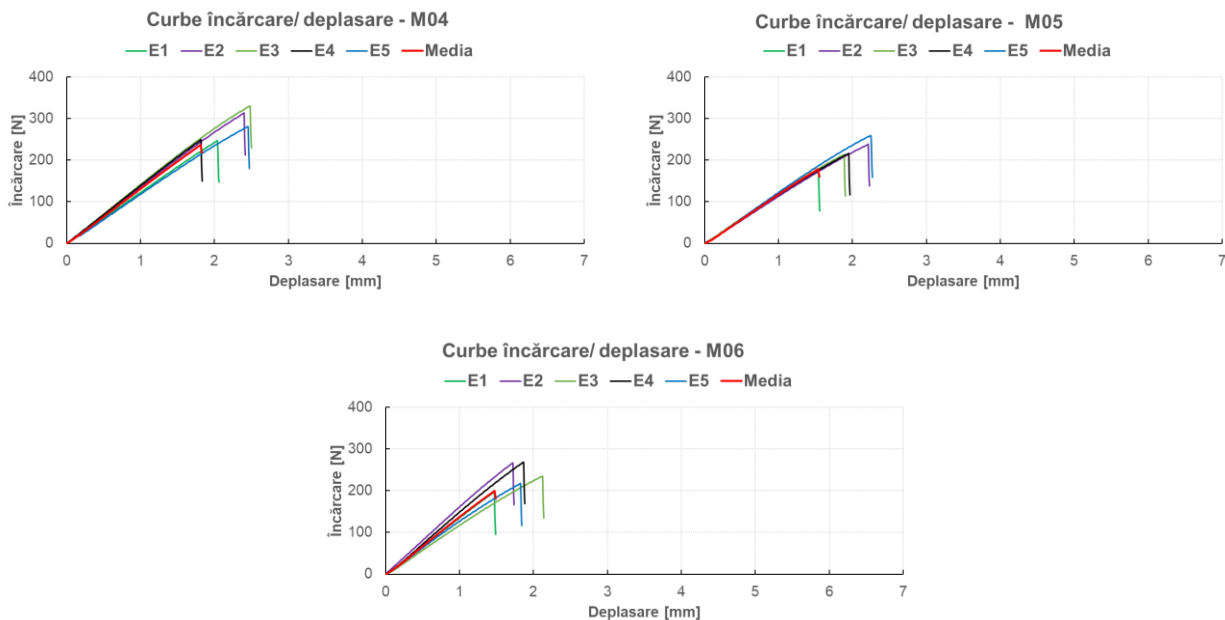 Curbe încărcare/ deplasare - M04
E1 E2 E3 E4 E5 Media
Încărcare [N]
400
300
200
100
0
0 1 2 3 4 5 6 7
Deplasare [mm]
Curbe încărcare/ deplasare - M05
E1 E2 E3 E4 E5 Media
Încărcare [N]
400
300
200
100
0
0 1 2 3 4 5 6 7
Deplasare [mm]
Curbe încărcare/ deplasare - M06
E1 E2 E3 E4 E5 Media
Încărcare [N]
400
300
200
100
0
0 1 2 3 4 5 6 7
Deplasare [mm]